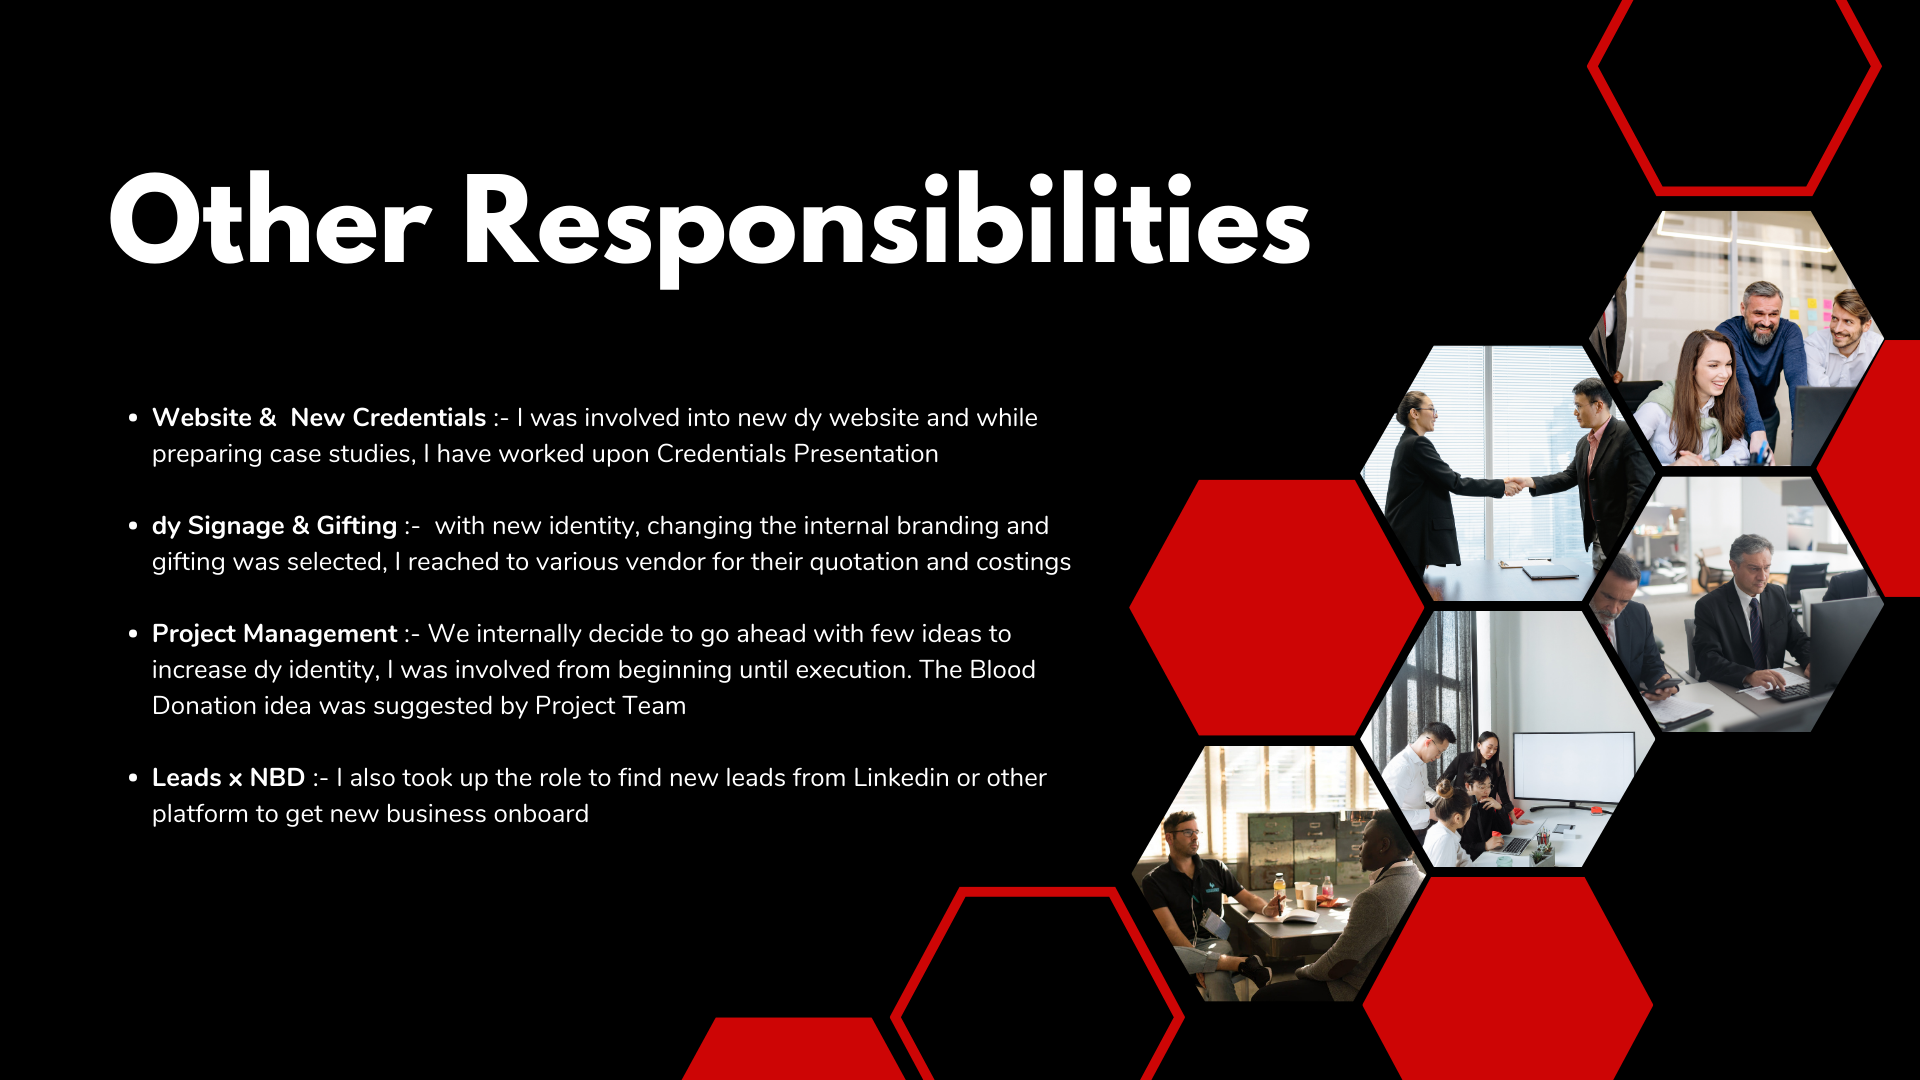 Other Responsibilities
• Website &  New Credentials :- I was involved into new dy website and while
preparing case studies, I have worked upon Credentials Presentation
• dy Signage & Gifting :-  with new identity, changing the internal branding and
gifting was selected, I reached to various vendor for their quotation and costings
• Project Management :- We internally decide to go ahead with few ideas to
increase dy identity, I was involved from beginning until execution. The Blood
Donation idea was suggested by Project Team
• Leads x NBD :- I also took up the role to find new leads from Linkedin or other
platform to get new business onboard